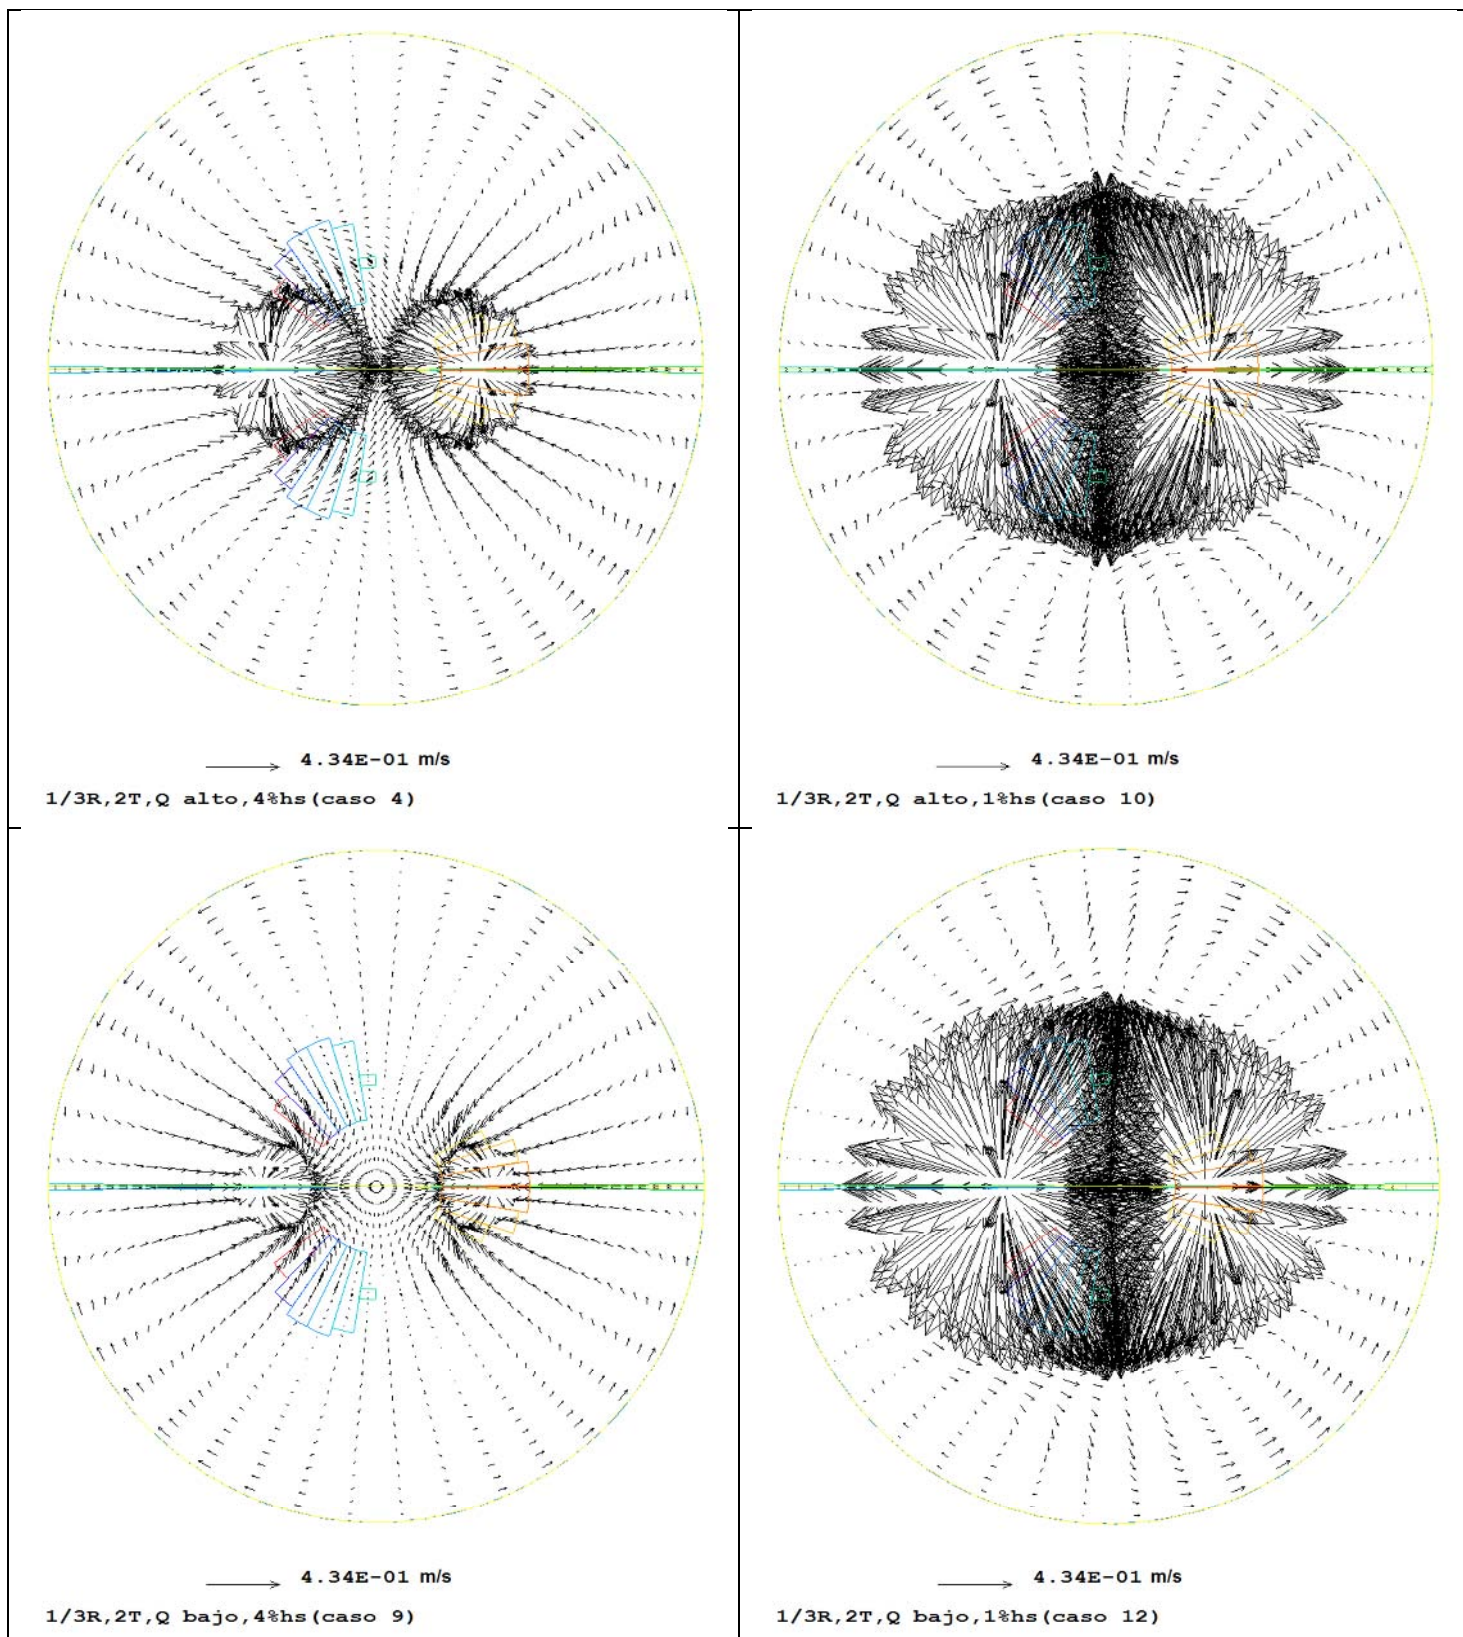 4.34E-01 m/s
1/3R,2T,Q alto,4%hs(caso 4)
4.34E-01 m/s
1/3R,2T,Q alto,1%hs(caso 10)
4.34E-01 m/s
1/3R,2T,Q bajo,4%hs(caso 9)
4.34E-01 m/s
1/3R,2T,Q bajo,1%hs(caso 12)